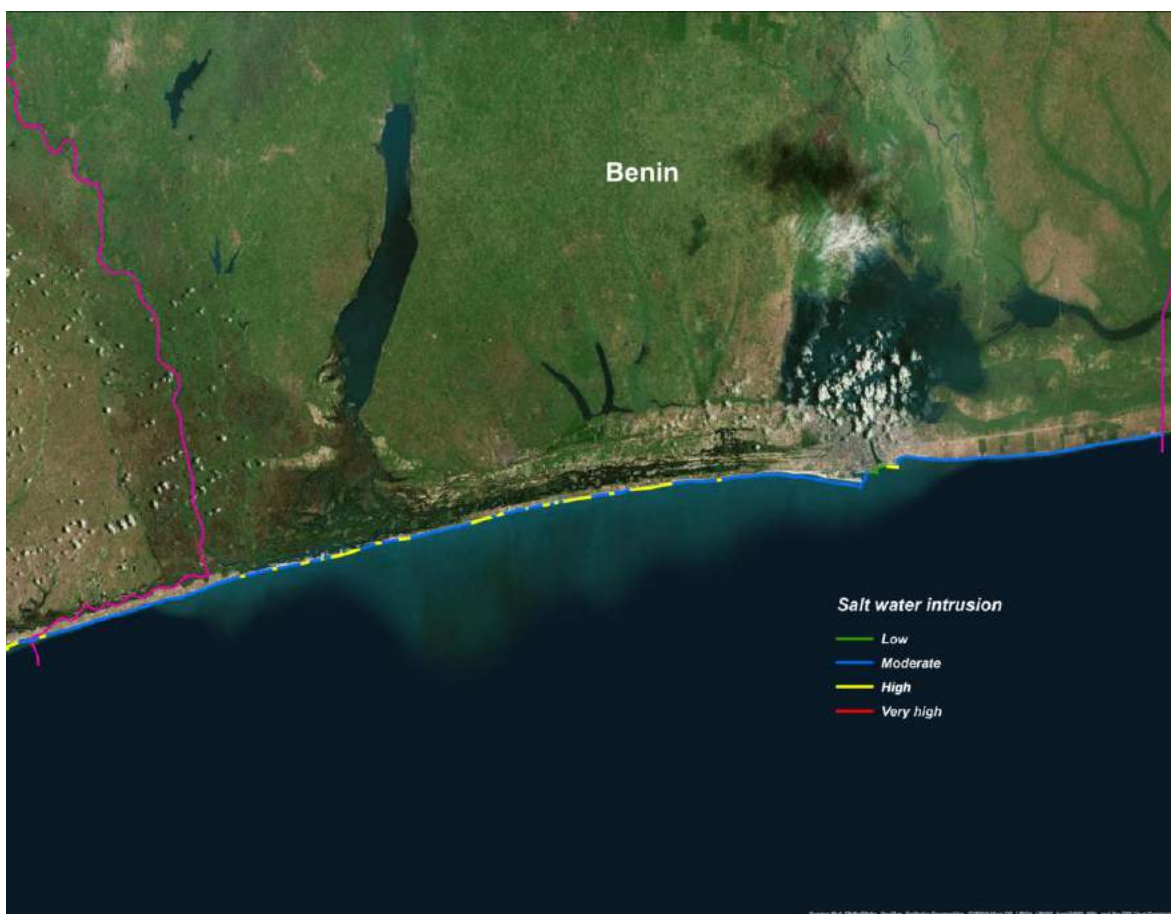 Benin
Salt water intrusion
Low
Moderate
High
Very high